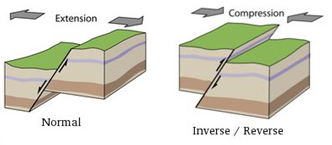 Extension
Compression
Normal
Inverse / Reverse